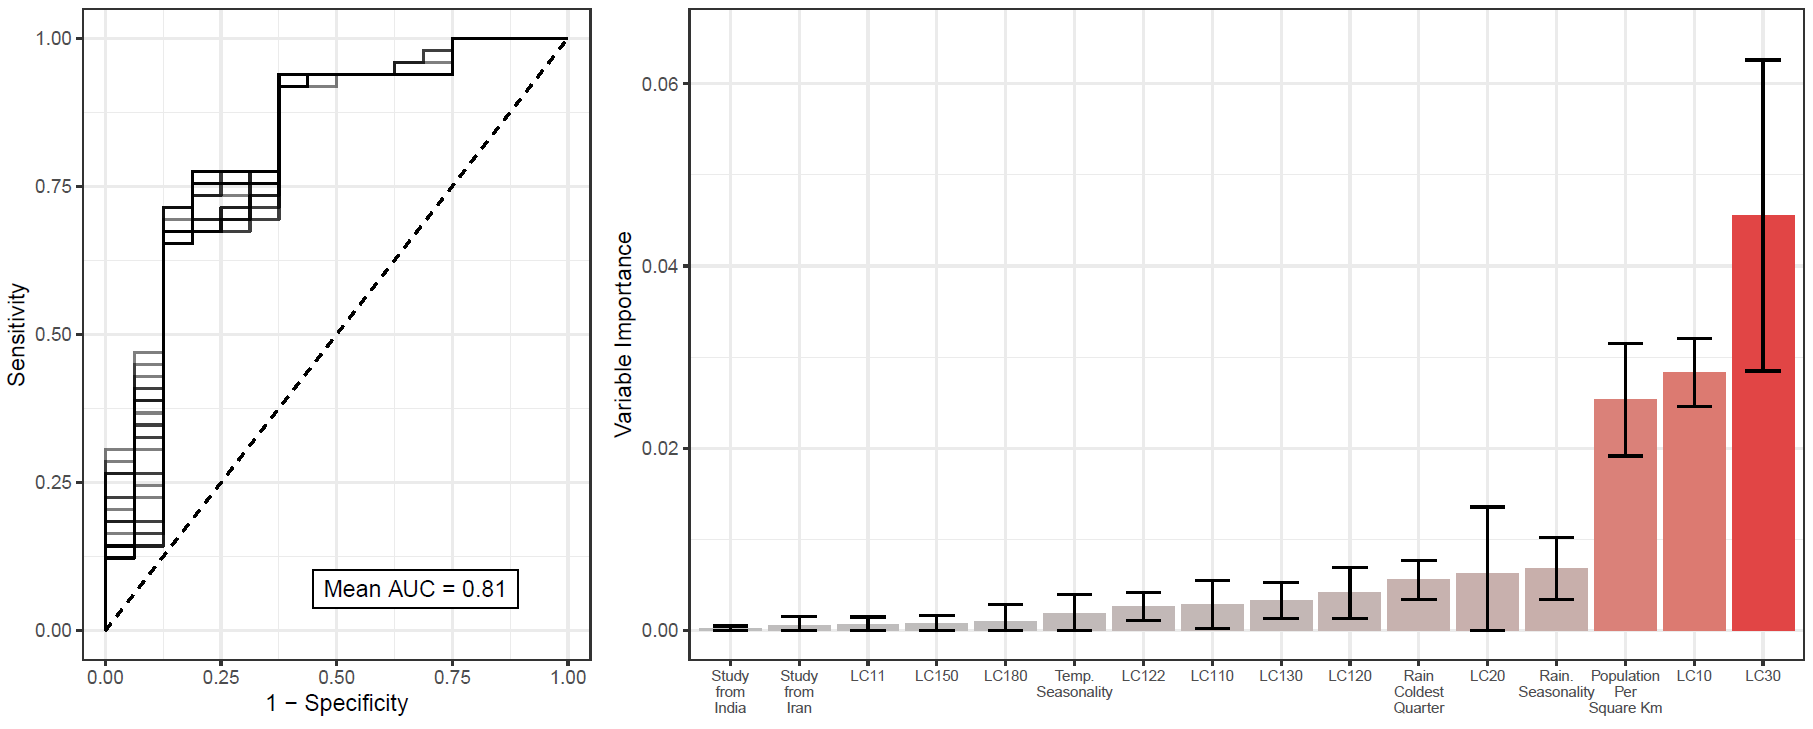 1.00
0.75
0.50
0.25
0.00
Sensitivity
0.00 0.25 0.50 0.75 1.00
1 − Specificity
Mean AUC = 0.81
0.06
0.04
0.02
0.00
Variable Importance
Study
from
India
Study
from
Iran
LC11
LC150
LC180
Temp.
Seasonality
LC122
LC110
LC130
LC120
Rain
Coldest
Quarter
LC20
Rain.
Seasonality
Population
Per
Square Km
LC10
LC30